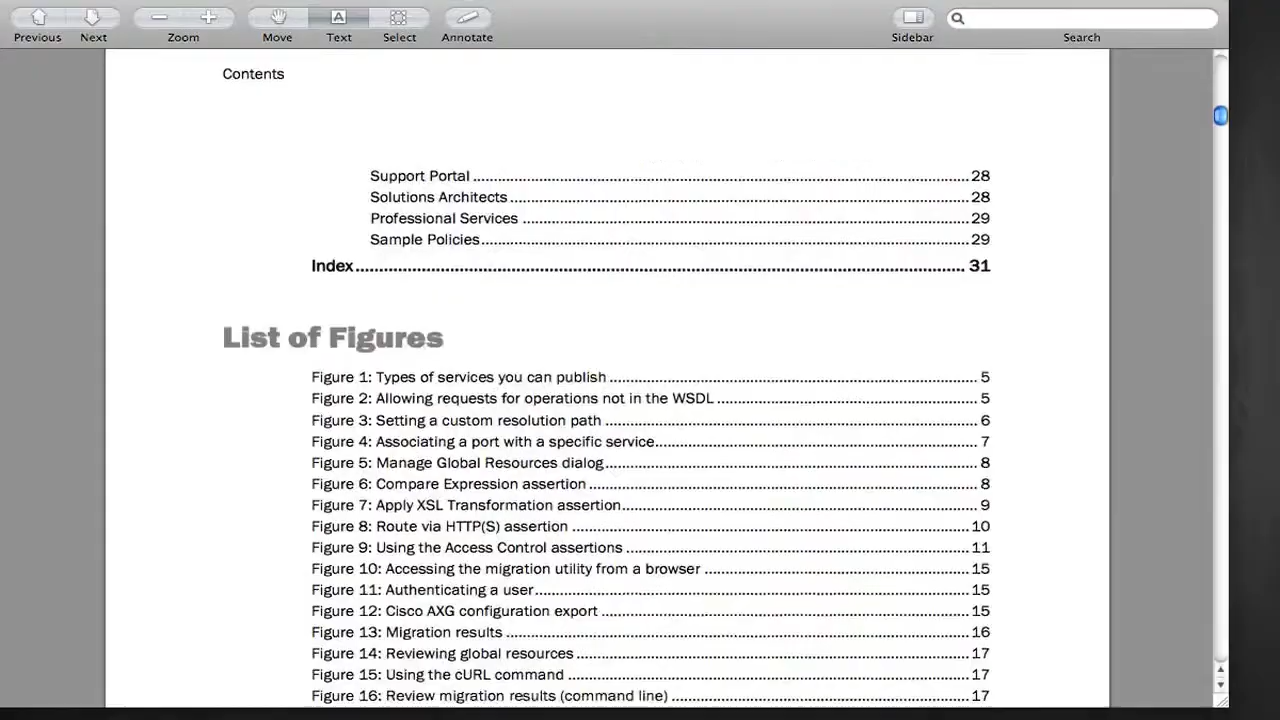 Previous Next Zoom Move Text Select Annotate Sidebar Search
Contents
Support Portal 28
Solutions Architects 28
Professional Services 29
Sample Policies 29
Index 31
List of Figures
Figure 1: Types of services you can publish 5
Figure 2: Allowing requests for operations not in the WSDL 5
Figure 3: Setting a custom resolution path 6
Figure 4: Associating a port with a specific service 7
Figure 5: Manage Global Resources dialog 8
Figure 6: Compare Expression assertion 8
Figure 7: Apply XSL Transformation assertion 9
Figure 8: Route via HTTP(S) assertion 10
Figure 9: Using the Access Control assertions 11
Figure 10: Accessing the migration utility from a browser 15
Figure 11: Authenticating a user 15
Figure 12: Cisco AXG configuration export 15
Figure 13: Migration results 16
Figure 14: Reviewing global resources 17
Figure 15: Using the cURL command 17
Figure 16: Review migration results (command line) 17